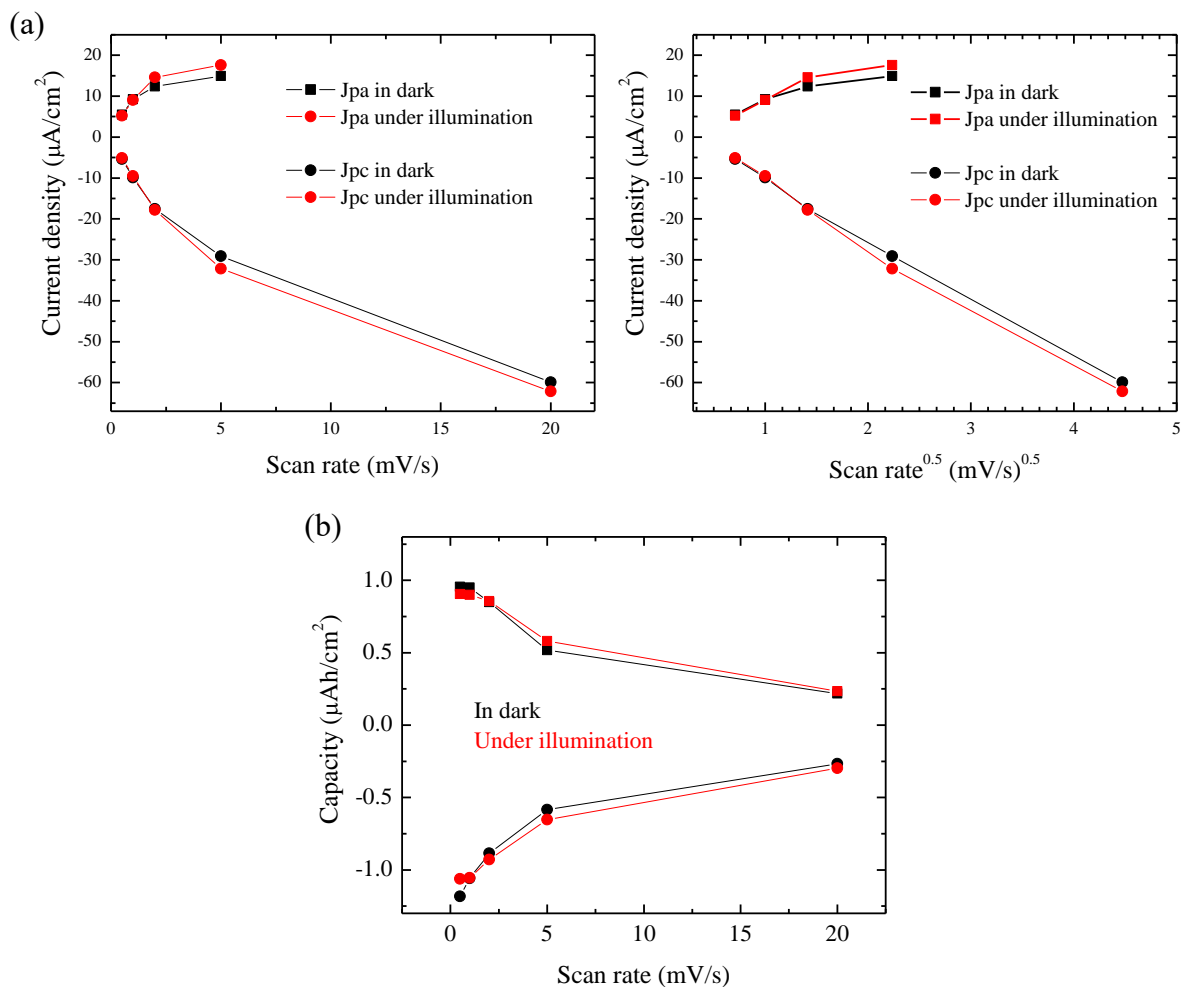 (a)
20
10
0
-10
-20
-30
-40
-50
-60
Current density (μA/cm²)
Jpa in dark
Jpa under illumination
Jpc in dark
Jpc under illumination
0
5
10
15
20
Scan rate (mV/s)
20
10
0
-10
-20
-30
-40
-50
-60
Current density (μA/cm²)
Jpa in dark
Jpa under illumination
Jpc in dark
Jpc under illumination
1
2
3
4
5
Scan rate^0.5 (mV/s)^0.5
(b)
1.0
0.5
0.0
-0.5
-1.0
Capacity (μAh/cm²)
In dark
Under illumination
0
5
10
15
20
Scan rate (mV/s)